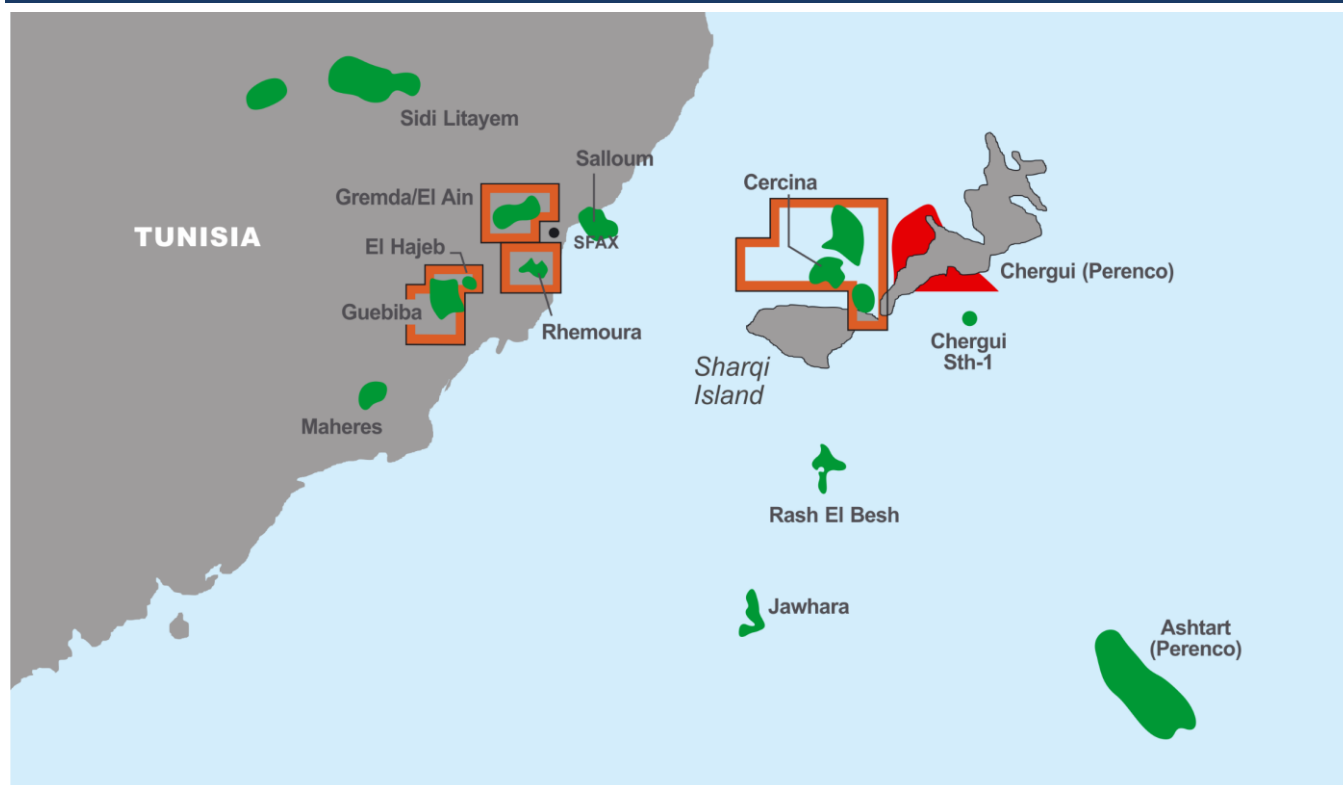 Sidi Litayem
Salloum
Cercina
Gremda/El Ain
TUNISIA
SFAX
El Hajeb
Chergui (Perenco)
Guebiba
Rhemoura
Chergui
Sth-1
Sharqi
Island
Maheres
Rash El Besh
Jawhara
Ashtart
(Perenco)